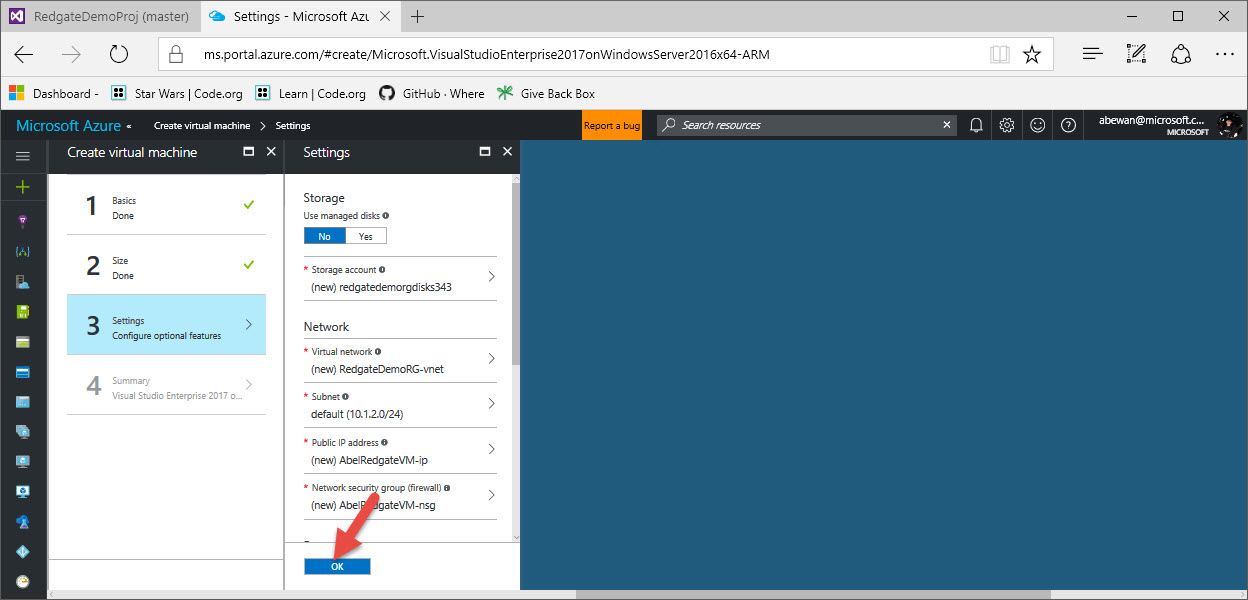 RedgateDemoProj (master)
Settings - Microsoft Azu
ms.portal.azure.com/#create/Microsoft.VisualStudioEnterprise2017onWindowsServer2016x64-ARM
Dashboard -
Star Wars | Code.org
Learn | Code.org
GitHub · Where
Give Back Box
Microsoft Azure
Create virtual machine
Settings
Report a bug
Search resources
abewan@microsoft.c...
MICROSOFT
Create virtual machine
1
Basics
Done
2
Size
Done
3
Settings
Configure optional features
4
Summary
Visual Studio Enterprise 2017 o...
Settings
Storage
Use managed disks
No
Yes
* Storage account
(new) redgatedemorgdisks343
Network
* Virtual network
(new) RedgateDemoRG-vnet
* Subnet
default (10.1.2.0/24)
* Public IP address
(new) AbelRedgateVM-ip
* Network security group (firewall)
(new) AbelRedgateVM-nsg
OK